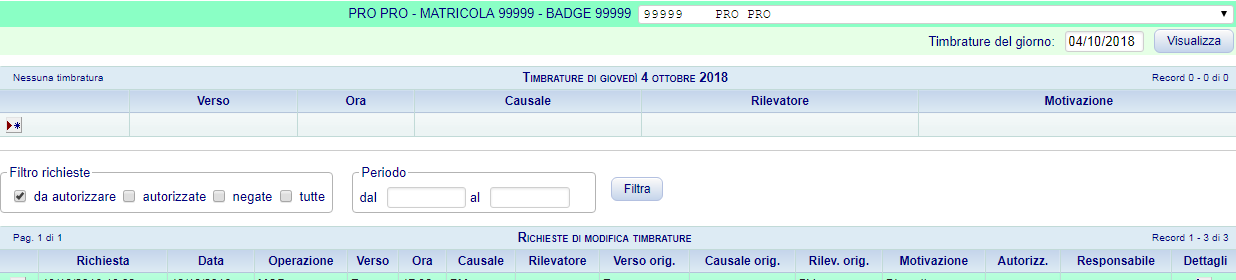 PRO PRO - MATRICOLA 99999 - BADGE 99999 99999 PRO PRO
Timbrature del giorno: 04/10/2018 Visualizza
Nessuna timbratura Timbrature di giovedì 4 ottobre 2018 Record 0 - 0 di 0
Verso Ora Causale Rilevatore Motivazione
Filtro richieste Periodo
da autorizzare autorizzate negate tutte dal al Filtra
Pag. 1 di 1 Richieste di modifica timbrature Record 1 - 3 di 3
Richiesta Data Operazione Verso Ora Causale Rilevatore Verso orig. Causale orig. Rilev. orig. Motivazione Autorizz. Responsabile Dettagli